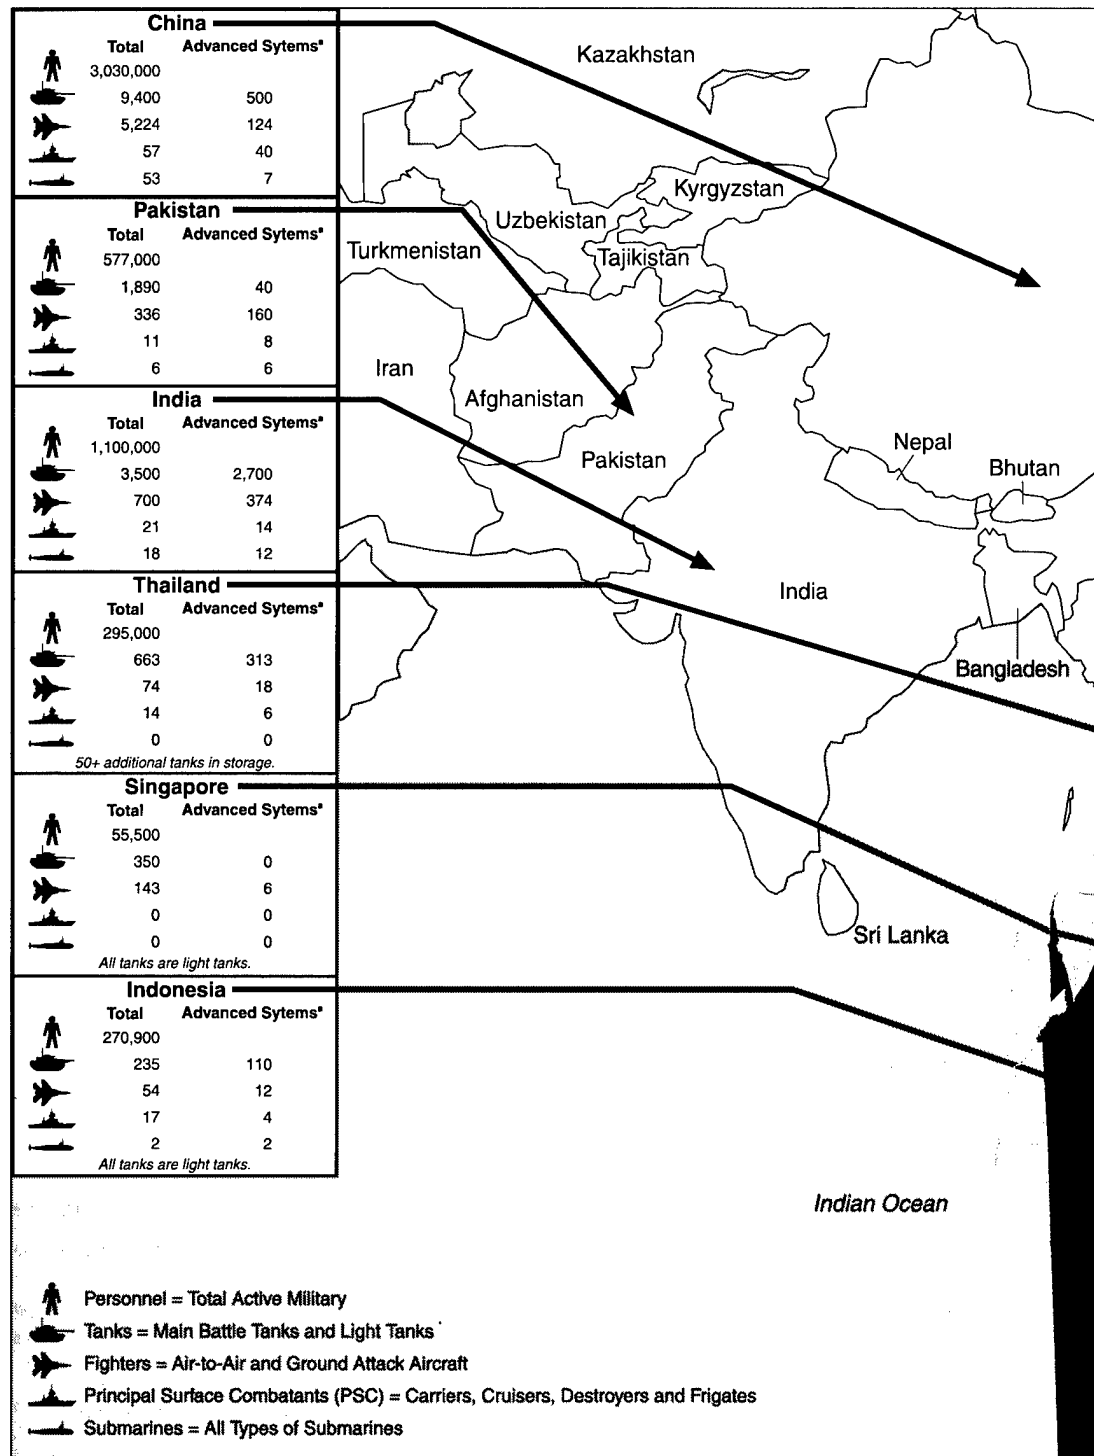 China
Total Advanced Sytemsª
3,030,000
9,400 500
5,224 124
57 40
53 7
Pakistan
Total Advanced Sytemsª
577,000
1,890 40
336 160
11 8
6 6
India
Total Advanced Sytemsª
1,100,000
3,500 2,700
700 374
21 14
18 12
Thailand
Total Advanced Sytemsª
295,000
663 313
74 18
14 6
0 0
50+ additional tanks in storage.
Singapore
Total Advanced Sytemsª
55,500
350 0
143 6
0 0
0 0
All tanks are light tanks.
Indonesia
Total Advanced Sytemsª
270,900
235 110
54 12
17 4
2 2
All tanks are light tanks.
Kazakhstan
Kyrgyzstan
Uzbekistan
Turkmenistan
Tajikistan
Iran
Afghanistan
Pakistan
Nepal
Bhutan
India
Bangladesh
Sri Lanka
Indian Ocean
Personnel = Total Active Military
Tanks = Main Battle Tanks and Light Tanks
Fighters = Air-to-Air and Ground Attack Aircraft
Principal Surface Combatants (PSC) = Carriers, Cruisers, Destroyers and Frigates
Submarines = All Types of Submarines